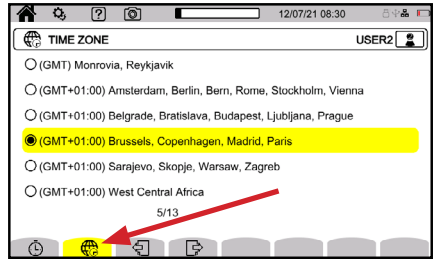 12/07/21 08:30
TIME ZONE
USER2
(GMT) Monrovia, Reykjavik
(GMT+01:00) Amsterdam, Berlin, Bern, Rome, Stockholm, Vienna
(GMT+01:00) Belgrade, Bratislava, Budapest, Ljubljana, Prague
(GMT+01:00) Brussels, Copenhagen, Madrid, Paris
(GMT+01:00) Sarajevo, Skopje, Warsaw, Zagreb
(GMT+01:00) West Central Africa
5/13